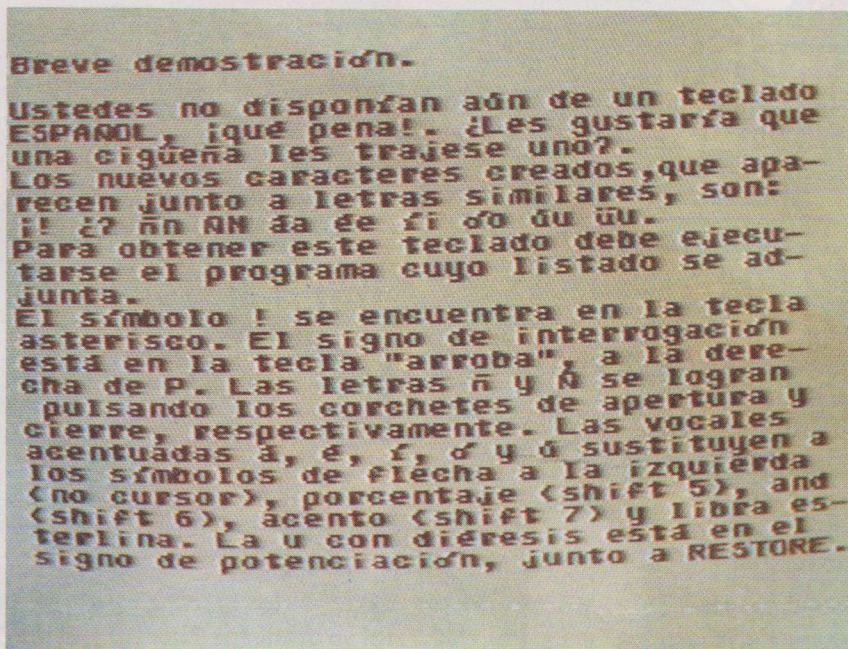 Breve demostración.
Ustedes no disponían aún de un teclado
ESPAÑOL, ¡qué pena!. ¿Les gustaría que
una cigüeña les trajese uno?.
Los nuevos caracteres creados,que apa-
recen junto a letras similares, son:
¡! ¿? ñn ÑN áa ée íi óo úu üu.
Para obtener este teclado debe ejecu-
tarse el programa cuyo listado se ad-
junta.
El símbolo ! se encuentra en la tecla
asterisco. El signo de interrogación
está en la tecla "arroba", a la dere-
cha de P. Las letras ñ y Ñ se logran
pulsando los corchetes de apertura y
cierre, respectivamente. Las vocales
acentuadas á, é, í, ó y ú sustituyen a
los símbolos de flecha a la izquierda
(no cursor), porcentaje (shift 5), and
(shift 6), acento (shift 7) y libra es-
terlina. La u con diéresis está en el
signo de potenciación, junto a RESTORE.